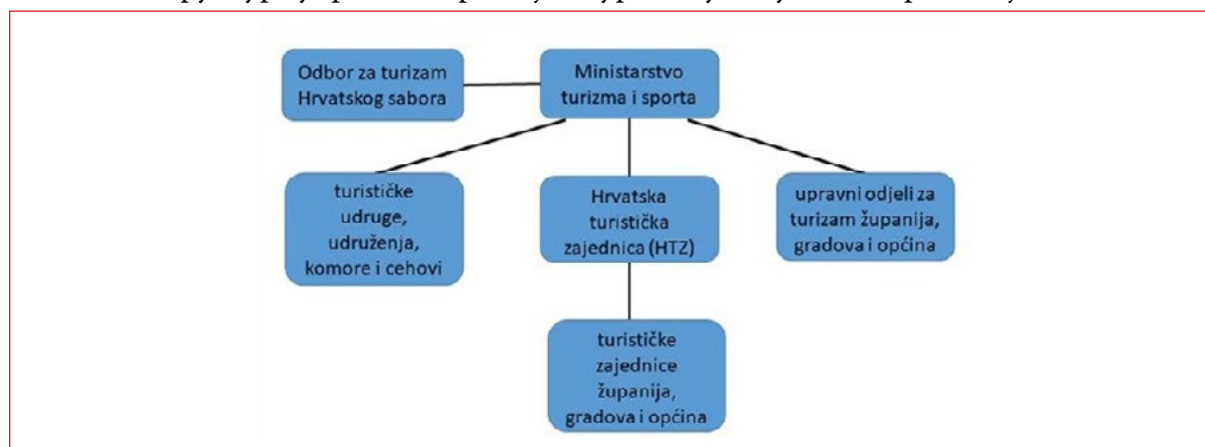 Odbor za turizam
Hrvatskog sabora
Ministarstvo
turizma i sporta
turističke
udruge,
udruženja,
komore i cehovi
Hrvatska
turistička
zajednica (HTZ)
upravni odjeli za
turizam županija,
gradova i općina
turističke
zajednice
županija,
gradova i općina